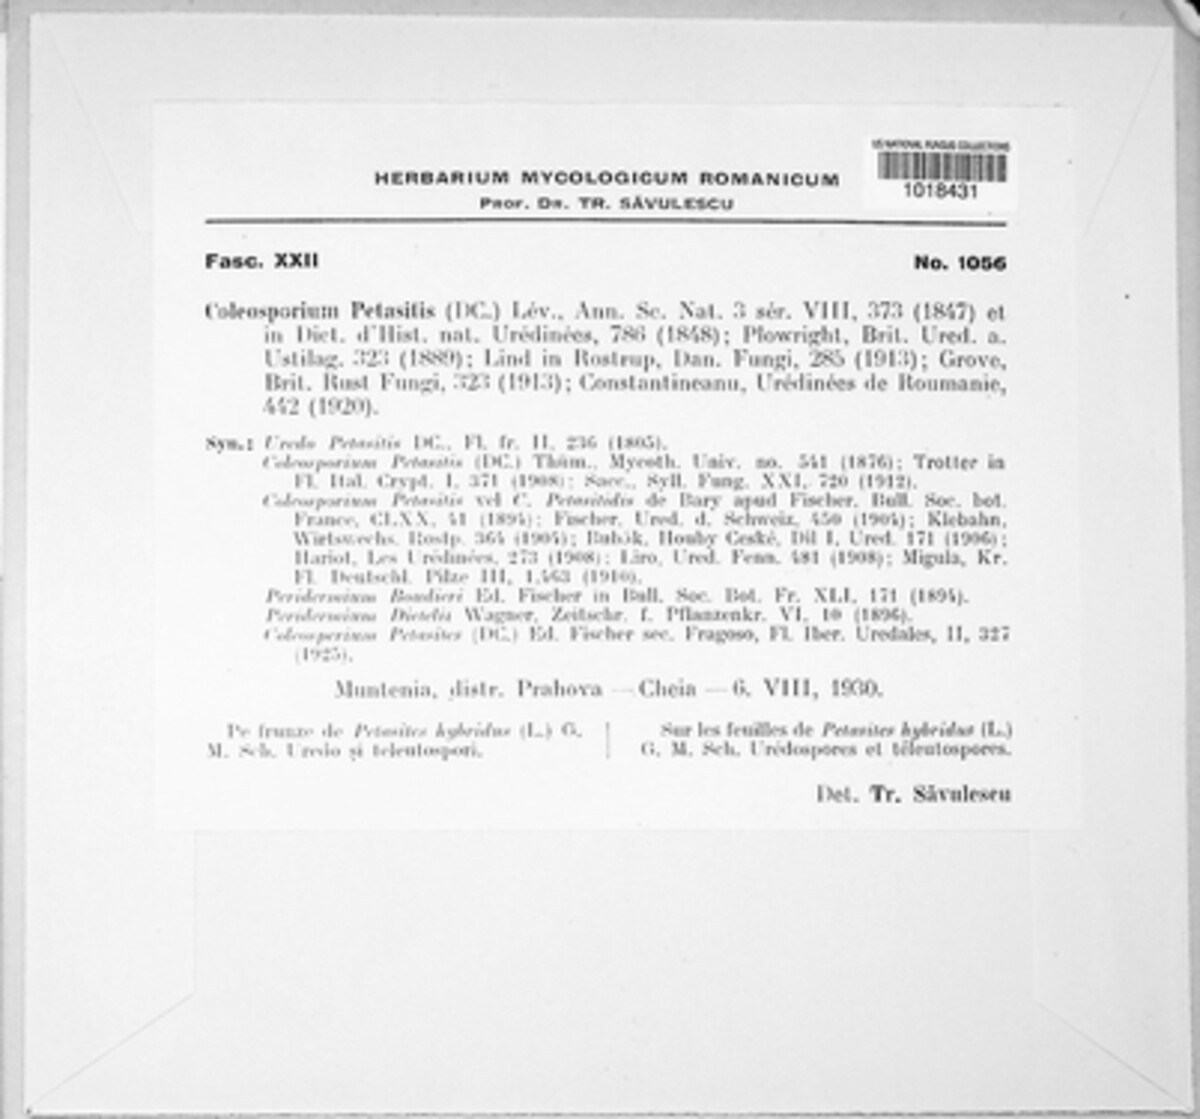 US NATIONAL FUNGUS COLLECTIONS
1018431
HERBARIUM MYCOLOGICUM ROMANICUM
Prof. Dr. TR. SĂVULESCU
Fasc. XXII
No. 1056
Coleosporium Petasitis (DC.) Lév., Ann. Sc. Nat. 3 sér. VIII, 373 (1847) et
in Dict. d'Hist. nat. Urédinées, 786 (1848); Plowright, Brit. Ured. a.
Ustilag. 323 (1889); Lind in Rostrup, Dan. Fungi, 285 (1913); Grove,
Brit. Rust Fungi, 323 (1913); Constantineanu, Urédinées de Roumanie,
442 (1920).
Syn.: Uredo Petasitis DC., Fl. fr. II, 236 (1805).
Coleosporium Petasitis (DC.) Thüm., Mycoth. Univ. no. 541 (1876); Trotter in
Fl. Ital. Crypt. I, 371 (1908); Sacc., Syll. Fung. XXI, 720 (1912).
Coleosporium Petasitis vel C. Petasitidis de Bary apud Fischer, Bull. Soc. bot.
France, CLXX, 41 (1894); Fischer, Ured. d. Schweiz, 450 (1904); Klebahn,
Wirtswechs. Rostp. 364 (1904); Bubák, Houby České, Díl I, Ured. 171 (1906);
Hariot, Les Urédinées, 273 (1908); Liro, Ured. Fenn. 481 (1908); Migula, Kr.
Fl. Deutschl. Pilze III, 1,463 (1910).
Peridermium Boudieri Ed. Fischer in Bull. Soc. Bot. Fr. XLI, 171 (1894).
Peridermium Dietelii Wagner, Zeitschr. f. Pflanzenkr. VI, 10 (1896).
Coleosporium Petasites (DC.) Ed. Fischer sec. Fragoso, Fl. Iber. Uredales, II, 327
(1925).
Muntenia, distr. Prahova — Cheia — 6. VIII, 1930.
Pe frunze de Petasites hybridus (L.) G.
M. Sch. Uredo și teleutospori.
Sur les feuilles de Petasites hybridus (L.)
G. M. Sch. Urédospores et téleutospores.
Det. Tr. Săvulescu